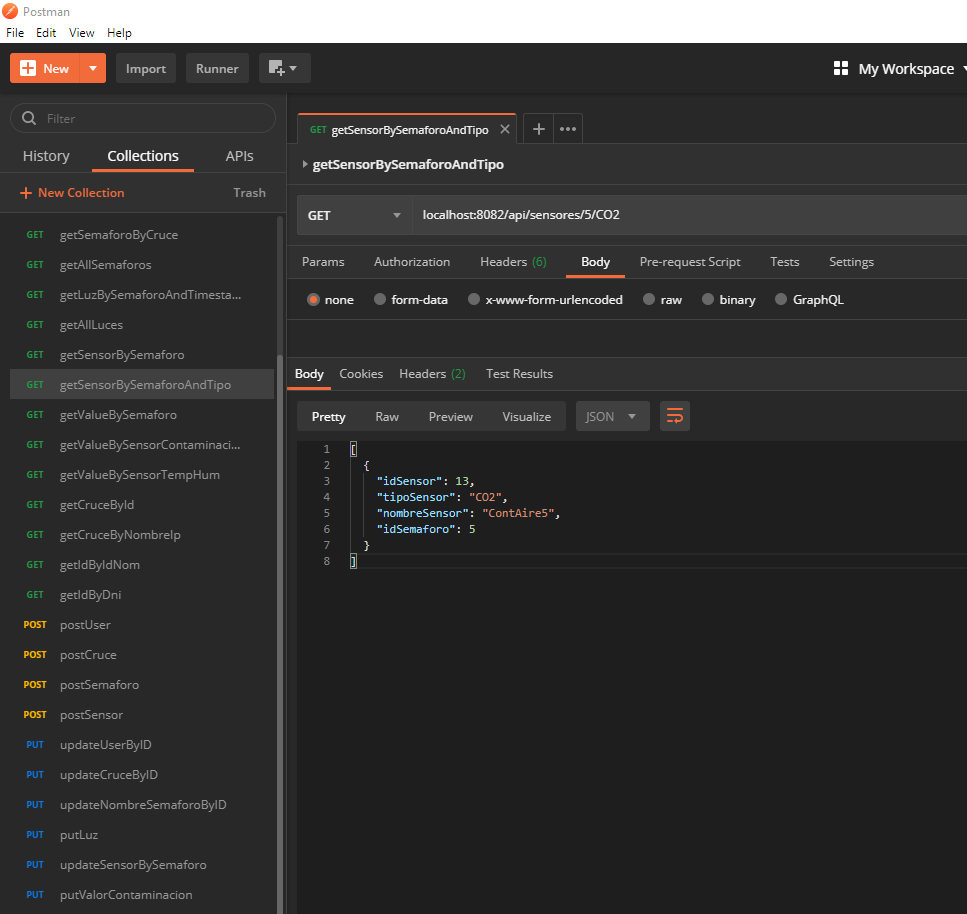 Postman
File Edit View Help
New Import Runner My Workspace
Filter
History Collections APIs
+ New Collection Trash
GET getSemaforoByCruce
GET getAllSemaforos
GET getLuzBySemaforoAndTimesta...
GET getAllLuces
GET getSensorBySemaforo
GET getSensorBySemaforoAndTipo
GET getValueBySemaforo
GET getValueBySensorContaminaci...
GET getValueBySensorTempHum
GET getCruceById
GET getCruceByNombreIp
GET getIdByIdNom
GET getIdByDni
POST postUser
POST postCruce
POST postSemaforo
POST postSensor
PUT updateUserByID
PUT updateCruceByID
PUT updateNombreSemaforoByID
PUT putLuz
PUT updateSensorBySemaforo
PUT putValorContaminacion
GET getSensorBySemaforoAndTipo
getSensorBySemaforoAndTipo
GET localhost:8082/api/sensores/5/CO2
Params Authorization Headers (6) Body Pre-request Script Tests Settings
none form-data x-www-form-urlencoded raw binary GraphQL
Body Cookies Headers (2) Test Results
Pretty Raw Preview Visualize JSON
1 [
2 {
3 "idSensor": 13,
4 "tipoSensor": "CO2",
5 "nombreSensor": "ContAire5",
6 "idSemaforo": 5
7 }
8 ]